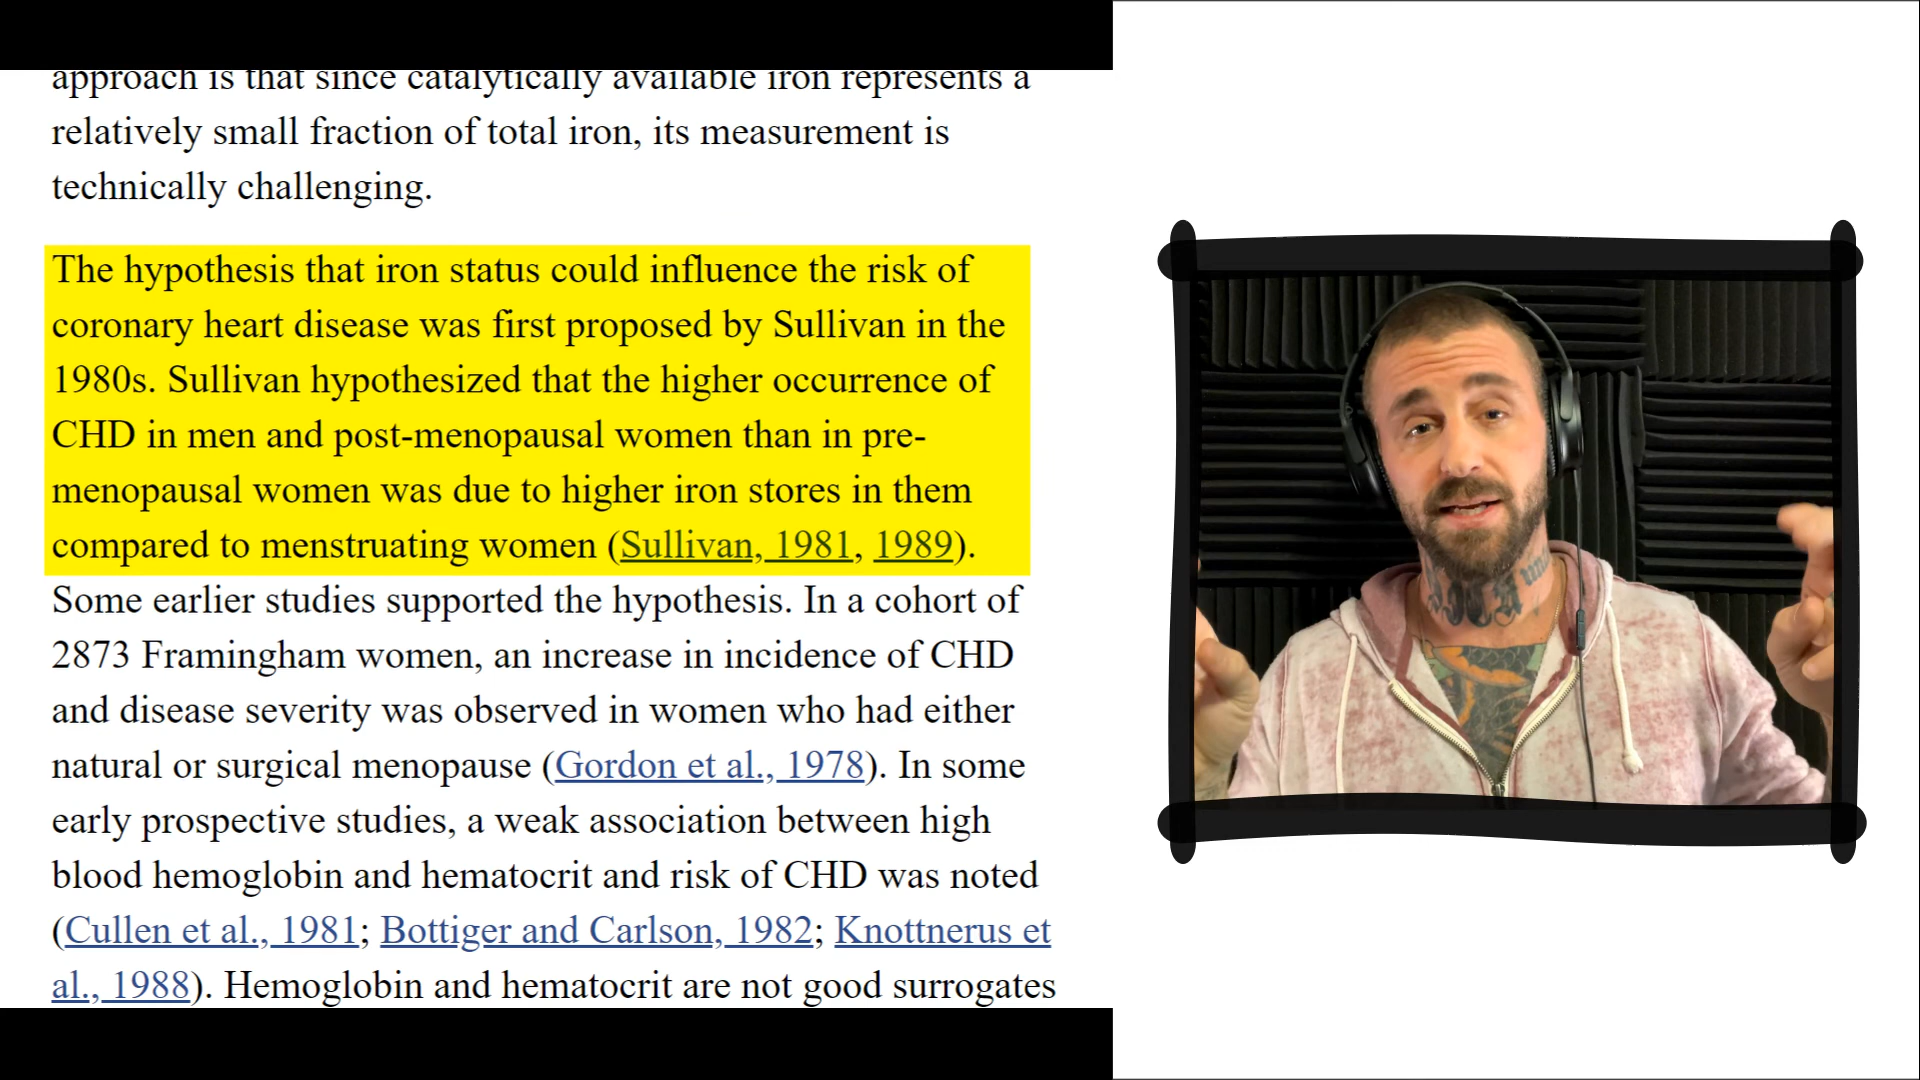 approach is that since catalytically available iron represents a
relatively small fraction of total iron, its measurement is
technically challenging.
The hypothesis that iron status could influence the risk of
coronary heart disease was first proposed by Sullivan in the
1980s. Sullivan hypothesized that the higher occurrence of
CHD in men and post-menopausal women than in pre-
menopausal women was due to higher iron stores in them
compared to menstruating women (Sullivan, 1981, 1989).
Some earlier studies supported the hypothesis. In a cohort of
2873 Framingham women, an increase in incidence of CHD
and disease severity was observed in women who had either
natural or surgical menopause (Gordon et al., 1978). In some
early prospective studies, a weak association between high
blood hemoglobin and hematocrit and risk of CHD was noted
(Cullen et al., 1981; Bottiger and Carlson, 1982; Knottnerus et
al., 1988). Hemoglobin and hematocrit are not good surrogates